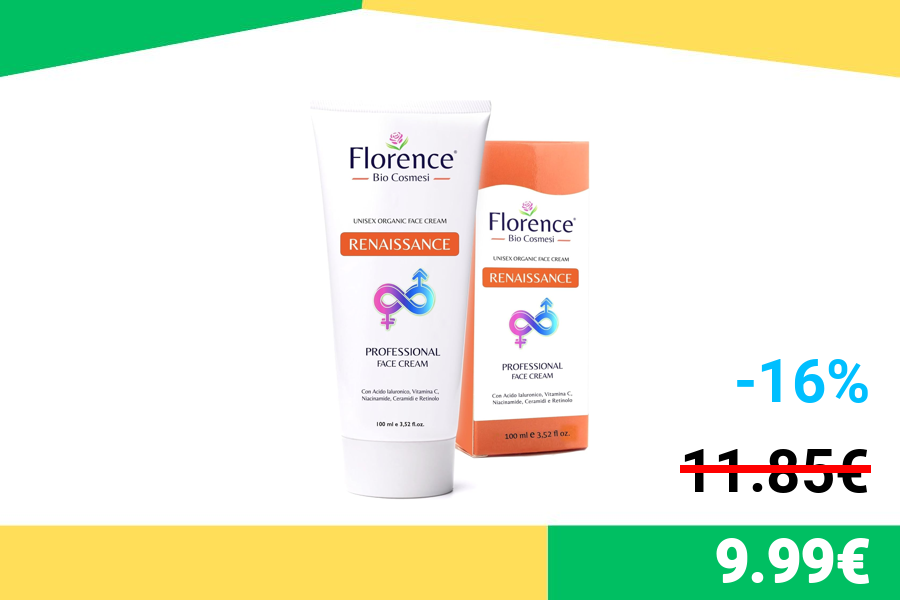 Florence®
Bio Cosmesi
UNISEX ORGANIC FACE CREAM
RENAISSANCE
PROFESSIONAL
FACE CREAM
Con Acido Ialuronico, Vitamina C,
Niacinamide, Ceramidi e Retinolo
100 ml e 3,52 fl oz.
Florence®
Bio Cosmesi
UNISEX ORGANIC FACE CREAM
RENAISSANCE
PROFESSIONAL
FACE CREAM
Con Acido Ialuronico, Vitamina C,
Niacinamide, Ceramidi e Retinolo
100 ml e 3,52 fl oz.
-16%
11.85€
9.99€